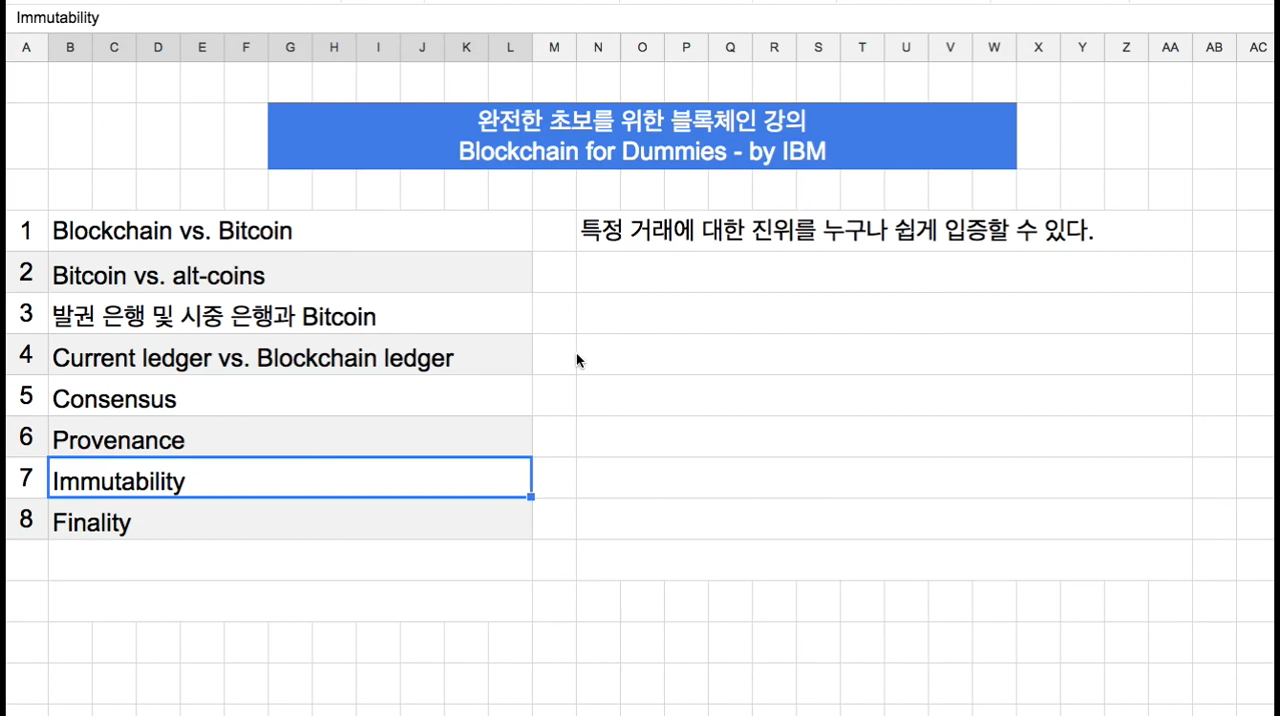 Immutability
A B C D E F G H I J K L M N O P Q R S T U V W X Y Z AA AB AC
완전한 초보를 위한 블록체인 강의
Blockchain for Dummies - by IBM
1 Blockchain vs. Bitcoin 특정 거래에 대한 진위를 누구나 쉽게 입증할 수 있다.
2 Bitcoin vs. alt-coins
3 발권 은행 및 시중 은행과 Bitcoin
4 Current ledger vs. Blockchain ledger
5 Consensus
6 Provenance
7 Immutability
8 Finality